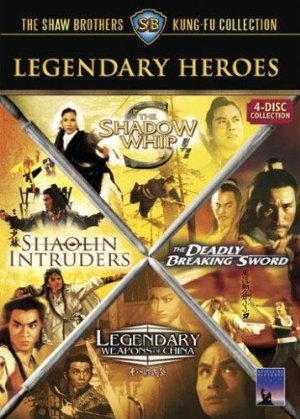 THE SHAW BROTHERS SB KUNG-FU COLLECTION
LEGENDARY HEROES
THE
SHADOW
WHIP
4-DISC
COLLECTION
SHAOLIN
INTRUDERS
THE DEADLY
BREAKING SWORD
LEGENDARY
WEAPONS OF CHINA